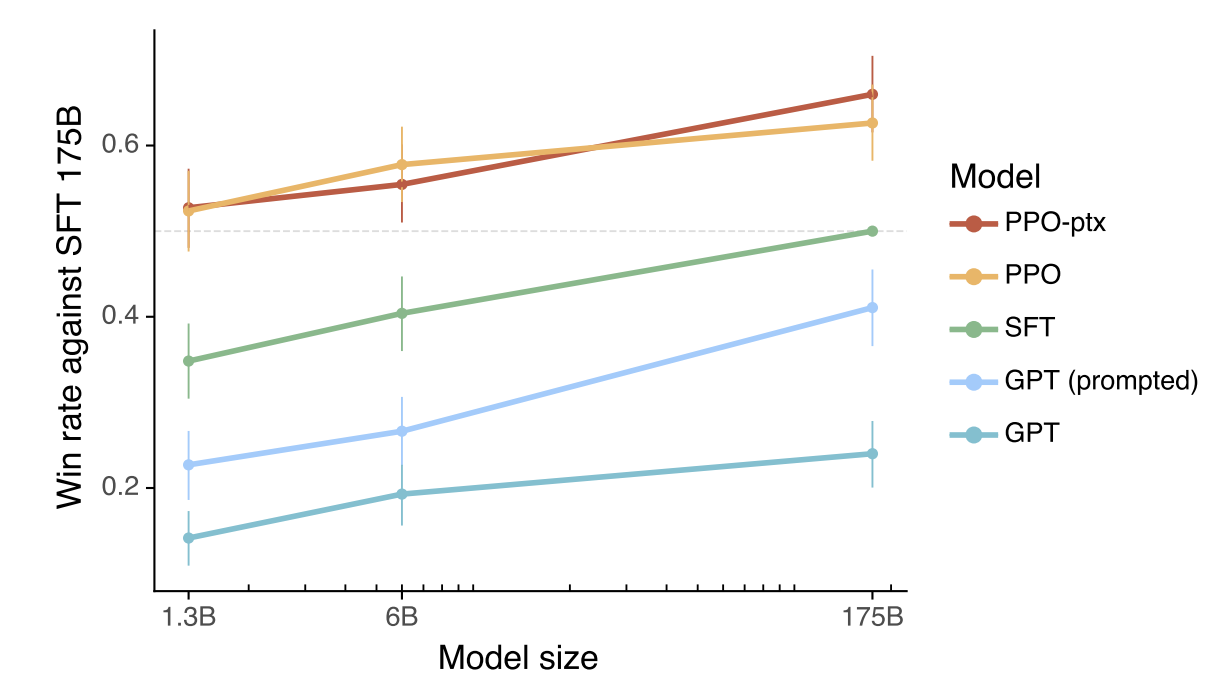 Win rate against SFT 175B
0.6
0.4
0.2
1.3B
6B
175B
Model size
Model
PPO-ptx
PPO
SFT
GPT (prompted)
GPT